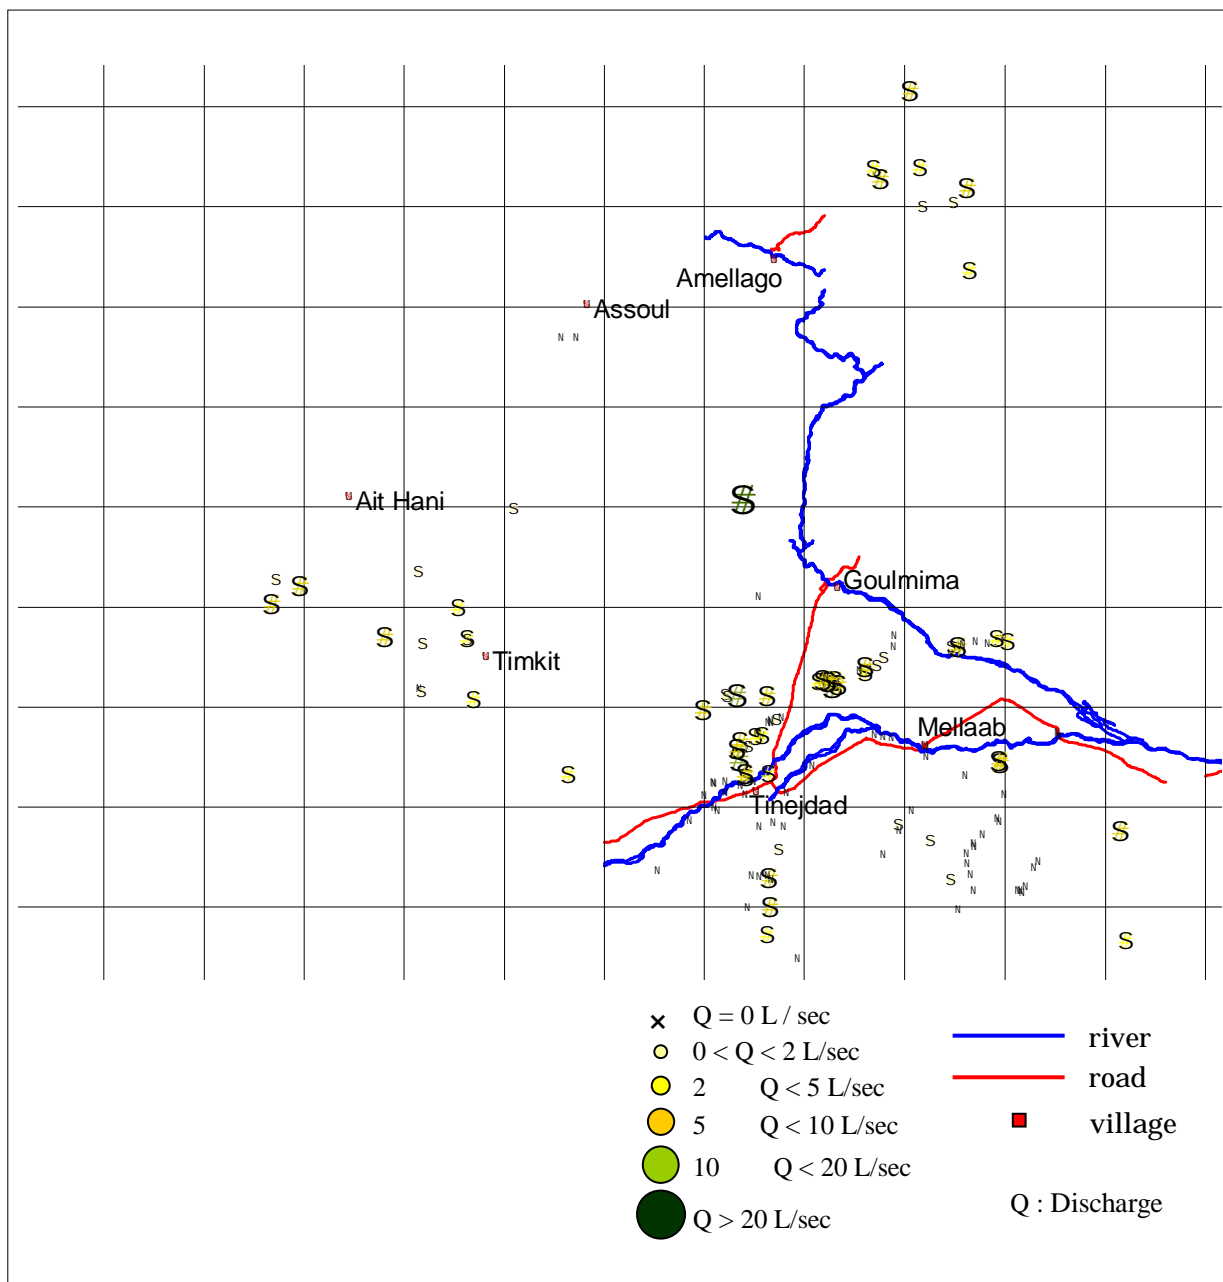 Amellago
Assoul
Ait Hani
Goulmima
Timkit
Mellaab
Tinejdad
Q = 0 L / sec
0 < Q < 2 L/sec
2 Q < 5 L/sec
5 Q < 10 L/sec
10 Q < 20 L/sec
Q > 20 L/sec
river
road
village
Q : Discharge